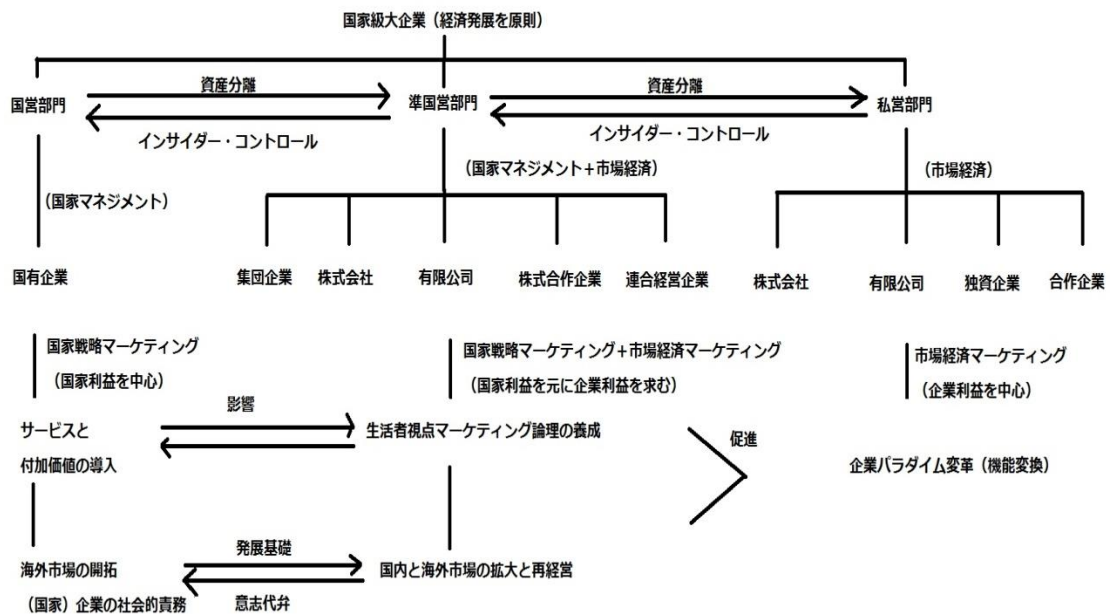 国家級大企業（経済発展を原則）
国営部門
資産分離
インサイダー・コントロール
準国営部門
資産分離
インサイダー・コントロール
私営部門
（国家マネジメント）
（国家マネジメント＋市場経済）
（市場経済）
国有企業
集団企業
株式会社
有限公司
株式合作企業
連合経営企業
株式会社
有限公司
独資企業
合作企業
国家戦略マーケティング
（国家利益を中心）
国家戦略マーケティング＋市場経済マーケティング
（国家利益を元に企業利益を求む）
市場経済マーケティング
（企業利益を中心）
サービスと
付加価値の導入
影響
生活者視点マーケティング論理の養成
促進
企業パラダイム変革（機能変換）
海外市場の開拓
（国家）企業の社会的責務
発展基礎
意志代弁
国内と海外市場の拡大と再経営